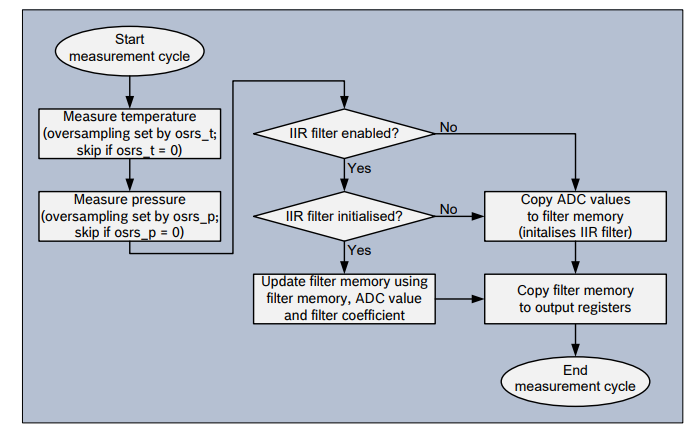 Start
measurement cycle
Measure temperature
(oversampling set by osrs_t;
skip if osrs_t = 0)
Measure pressure
(oversampling set by osrs_p;
skip if osrs_p = 0)
IIR filter enabled?
No
Yes
IIR filter initialised?
No
Yes
Copy ADC values
to filter memory
(initalises IIR filter)
Update filter memory using
filter memory, ADC value
and filter coefficient
Copy filter memory
to output registers
End
measurement cycle